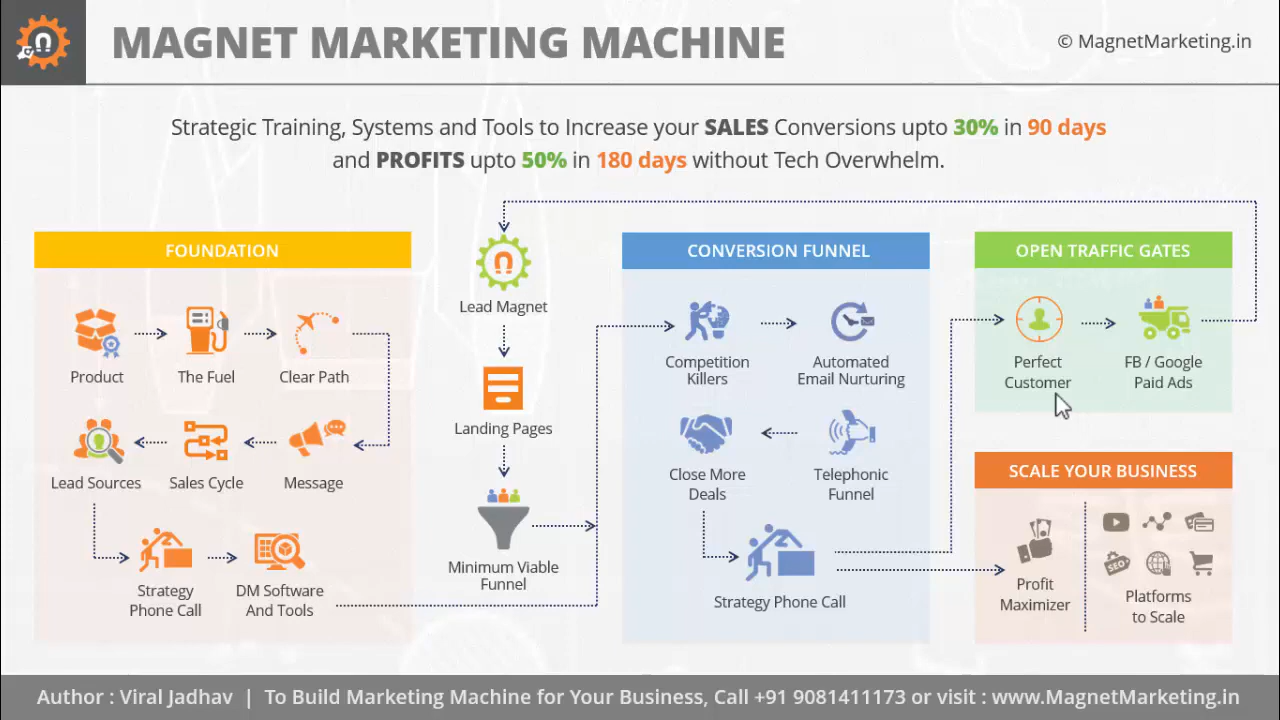 MAGNET MARKETING MACHINE
© MagnetMarketing.in
Strategic Training, Systems and Tools to Increase your SALES Conversions upto 30% in 90 days
and PROFITS upto 50% in 180 days without Tech Overwhelm.
FOUNDATION
Product
The Fuel
Clear Path
Lead Sources
Sales Cycle
Message
Strategy
Phone Call
DM Software
And Tools
Lead Magnet
Landing Pages
Minimum Viable
Funnel
CONVERSION FUNNEL
Competition
Killers
Automated
Email Nurturing
Close More
Deals
Telephonic
Funnel
Strategy Phone Call
OPEN TRAFFIC GATES
Perfect
Customer
FB / Google
Paid Ads
SCALE YOUR BUSINESS
Profit
Maximizer
SEO
Platforms
to Scale
Author : Viral Jadhav | To Build Marketing Machine for Your Business, Call +91 9081411173 or visit : www.MagnetMarketing.in